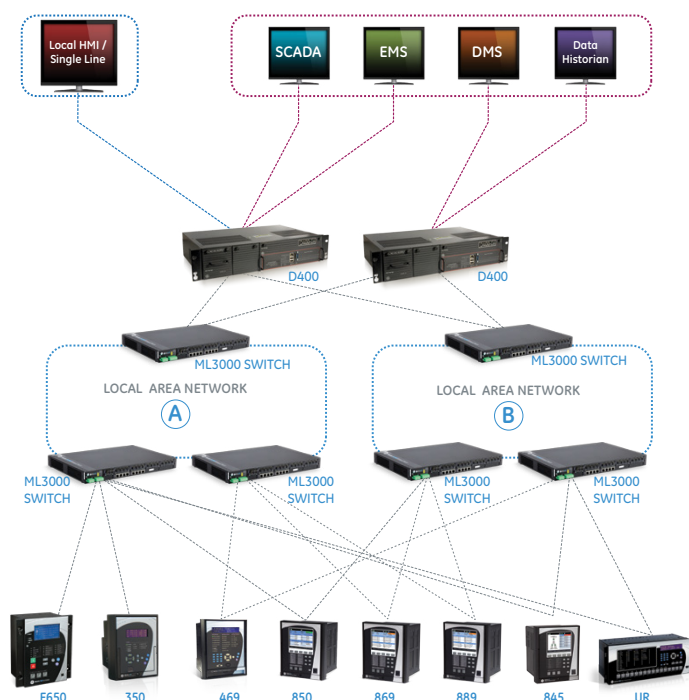 Local HMI /
Single Line
SCADA
EMS
DMS
Data
Historian
D400
D400
ML3000 SWITCH
ML3000 SWITCH
LOCAL AREA NETWORK
A
LOCAL AREA NETWORK
B
ML3000
SWITCH
ML3000
SWITCH
ML3000
SWITCH
ML3000
SWITCH
F650
350
469
850
869
889
845
UR